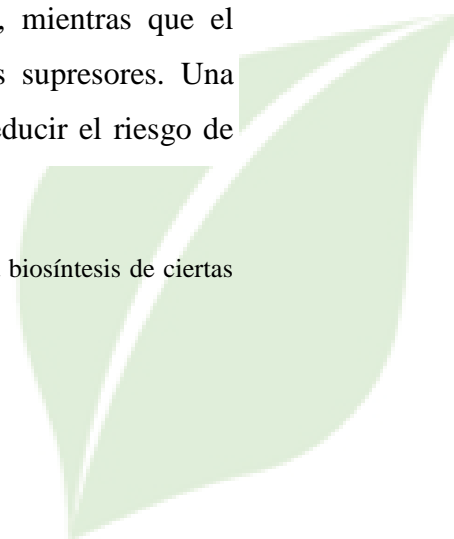 , mientras que el
s supresores. Una
educir el riesgo de
biosíntesis de ciertas